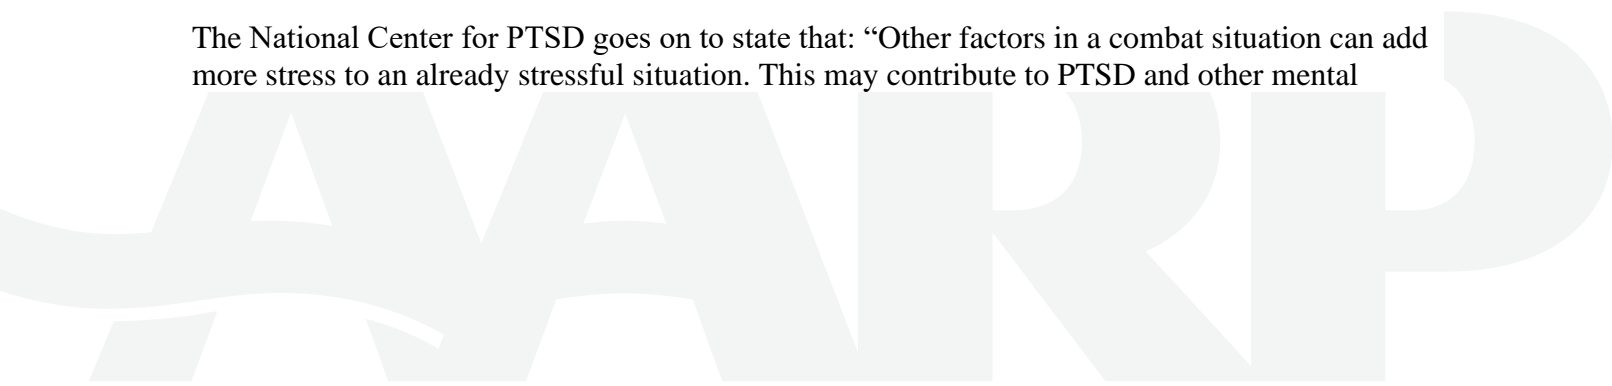 The National Center for PTSD goes on to state that: “Other factors in a combat situation can add
more stress to an already stressful situation. This may contribute to PTSD and other mental
AARP